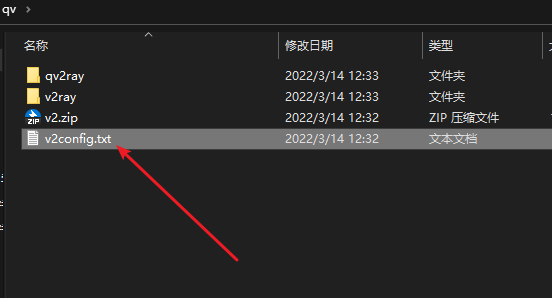 qv
名称 修改日期 类型
qv2ray 2022/3/14 12:33 文件夹
v2ray 2022/3/14 12:33 文件夹
ZIP v2.zip 2022/3/14 12:32 ZIP 压缩文件
v2config.txt 2022/3/14 12:32 文本文档